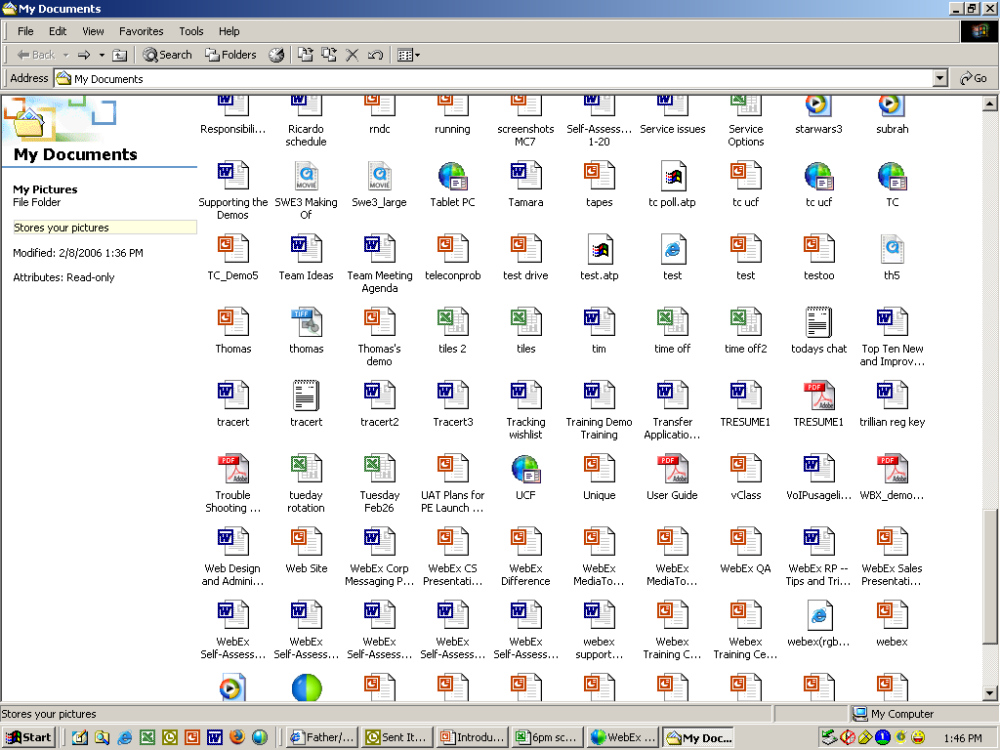 My Documents
File Edit View Favorites Tools Help
Back Search Folders
Address My Documents Go
My Documents
My Pictures
File Folder
Stores your pictures
Modified: 2/8/2006 1:36 PM
Attributes: Read-only
Responsibili... Ricardo schedule rndc running screenshots MC7 Self-Assess... 1-20 Service issues Service Options starwars3 subrah
Supporting the Demos SWE3 Making Of Swe3_large Tablet PC Tamara tapes tc poll.atp tc ucf tc ucf TC
TC_Demo5 Team Ideas Team Meeting Agenda teleconprob test drive test.atp test test testoo th5
Thomas thomas Thomas's demo tiles 2 tiles tim time off time off2 todays chat Top Ten New and Improv...
tracert tracert tracert2 Tracert3 Tracking wishlist Training Demo Training Transfer Applicatio... TRESUME1 TRESUME1 trillian reg key
Trouble Shooting ... tueday rotation Tuesday Feb26 UAT Plans for PE Launch ... UCF Unique User Guide vClass VoIPusageli... WBX_demo...
Web Design and Admini... Web Site WebEx Corp Messaging P... WebEx CS Presentati... WebEx Difference WebEx MediaTo... WebEx MediaTo... WebEx QA WebEx RP -- Tips and Tri... WebEx Sales Presentati...
WebEx Self-Assess... WebEx Self-Assess... WebEx Self-Assess... WebEx Self-Assess... WebEx Self-Assess... webex support... Webex Training C... Webex Training Ce... webex(rgb... webex
Stores your pictures My Computer
Start Father/... Sent It... Introdu... 6pm sc... WebEx ... My Doc... 1:46 PM